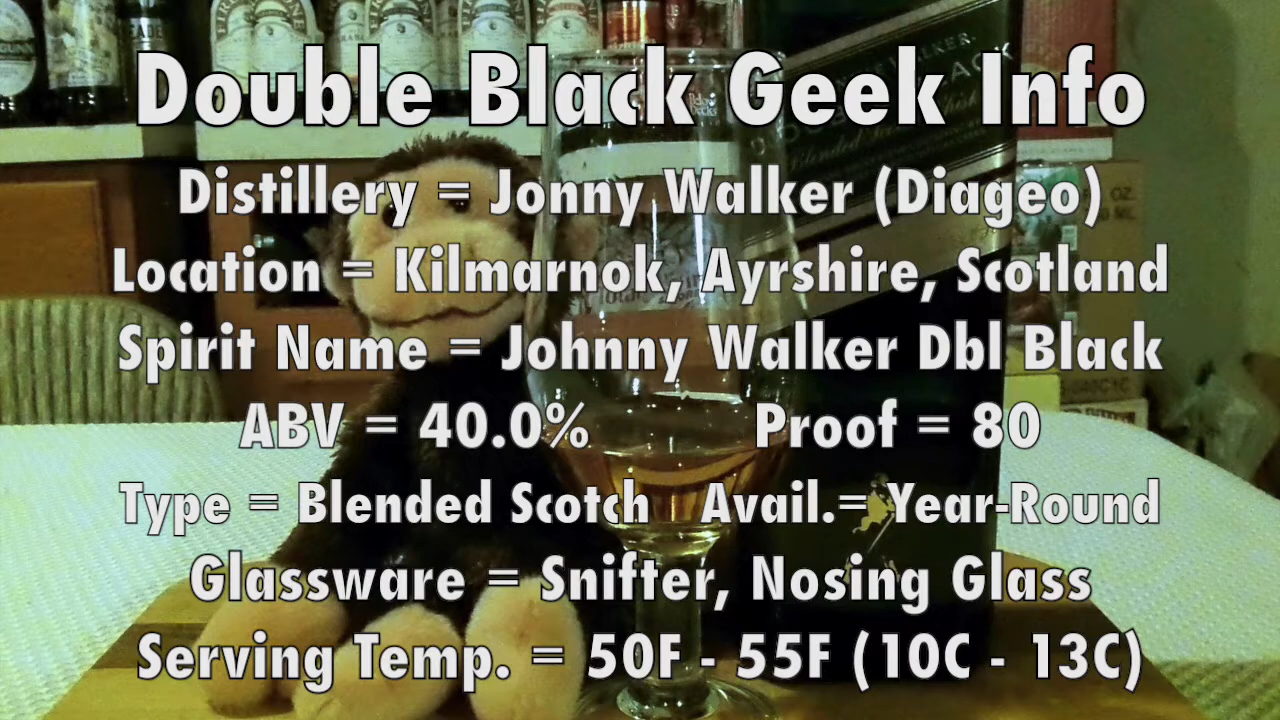 Double Black Geek Info
Distillery = Jonny Walker (Diageo)
Location = Kilmarnok, Ayrshire, Scotland
Spirit Name = Johnny Walker Dbl Black
ABV = 40.0% Proof = 80
Type = Blended Scotch Avail.= Year-Round
Glassware = Snifter, Nosing Glass
Serving Temp. = 50F - 55F (10C - 13C)